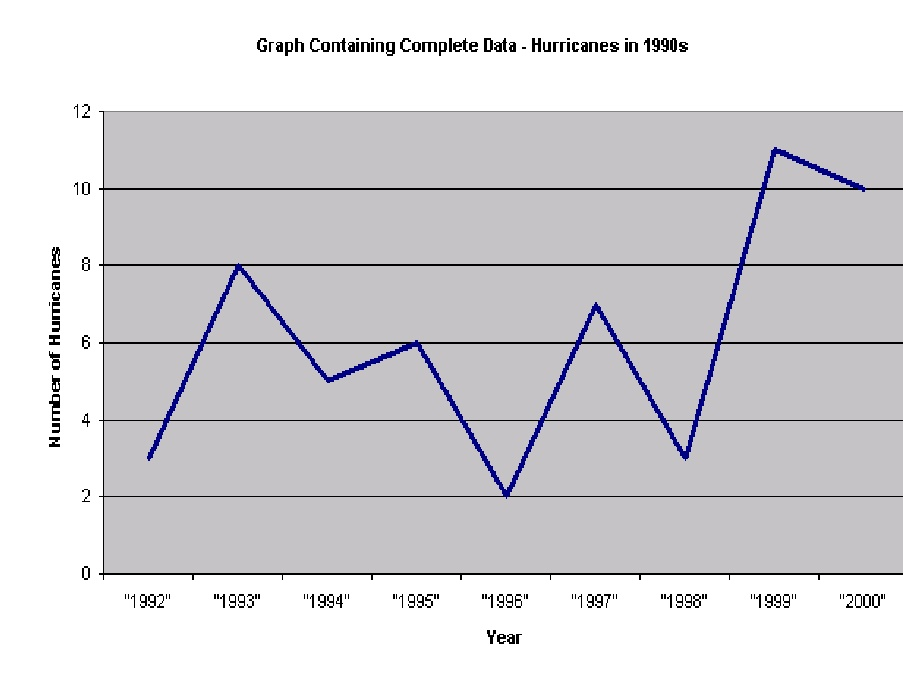 Graph Containing Complete Data - Hurricanes in 1990s
12
10
8
6
4
2
0
Number of Hurricanes
"1992" "1993" "1994" "1995" "1996" "1997" "1998" "1999" "2000"
Year